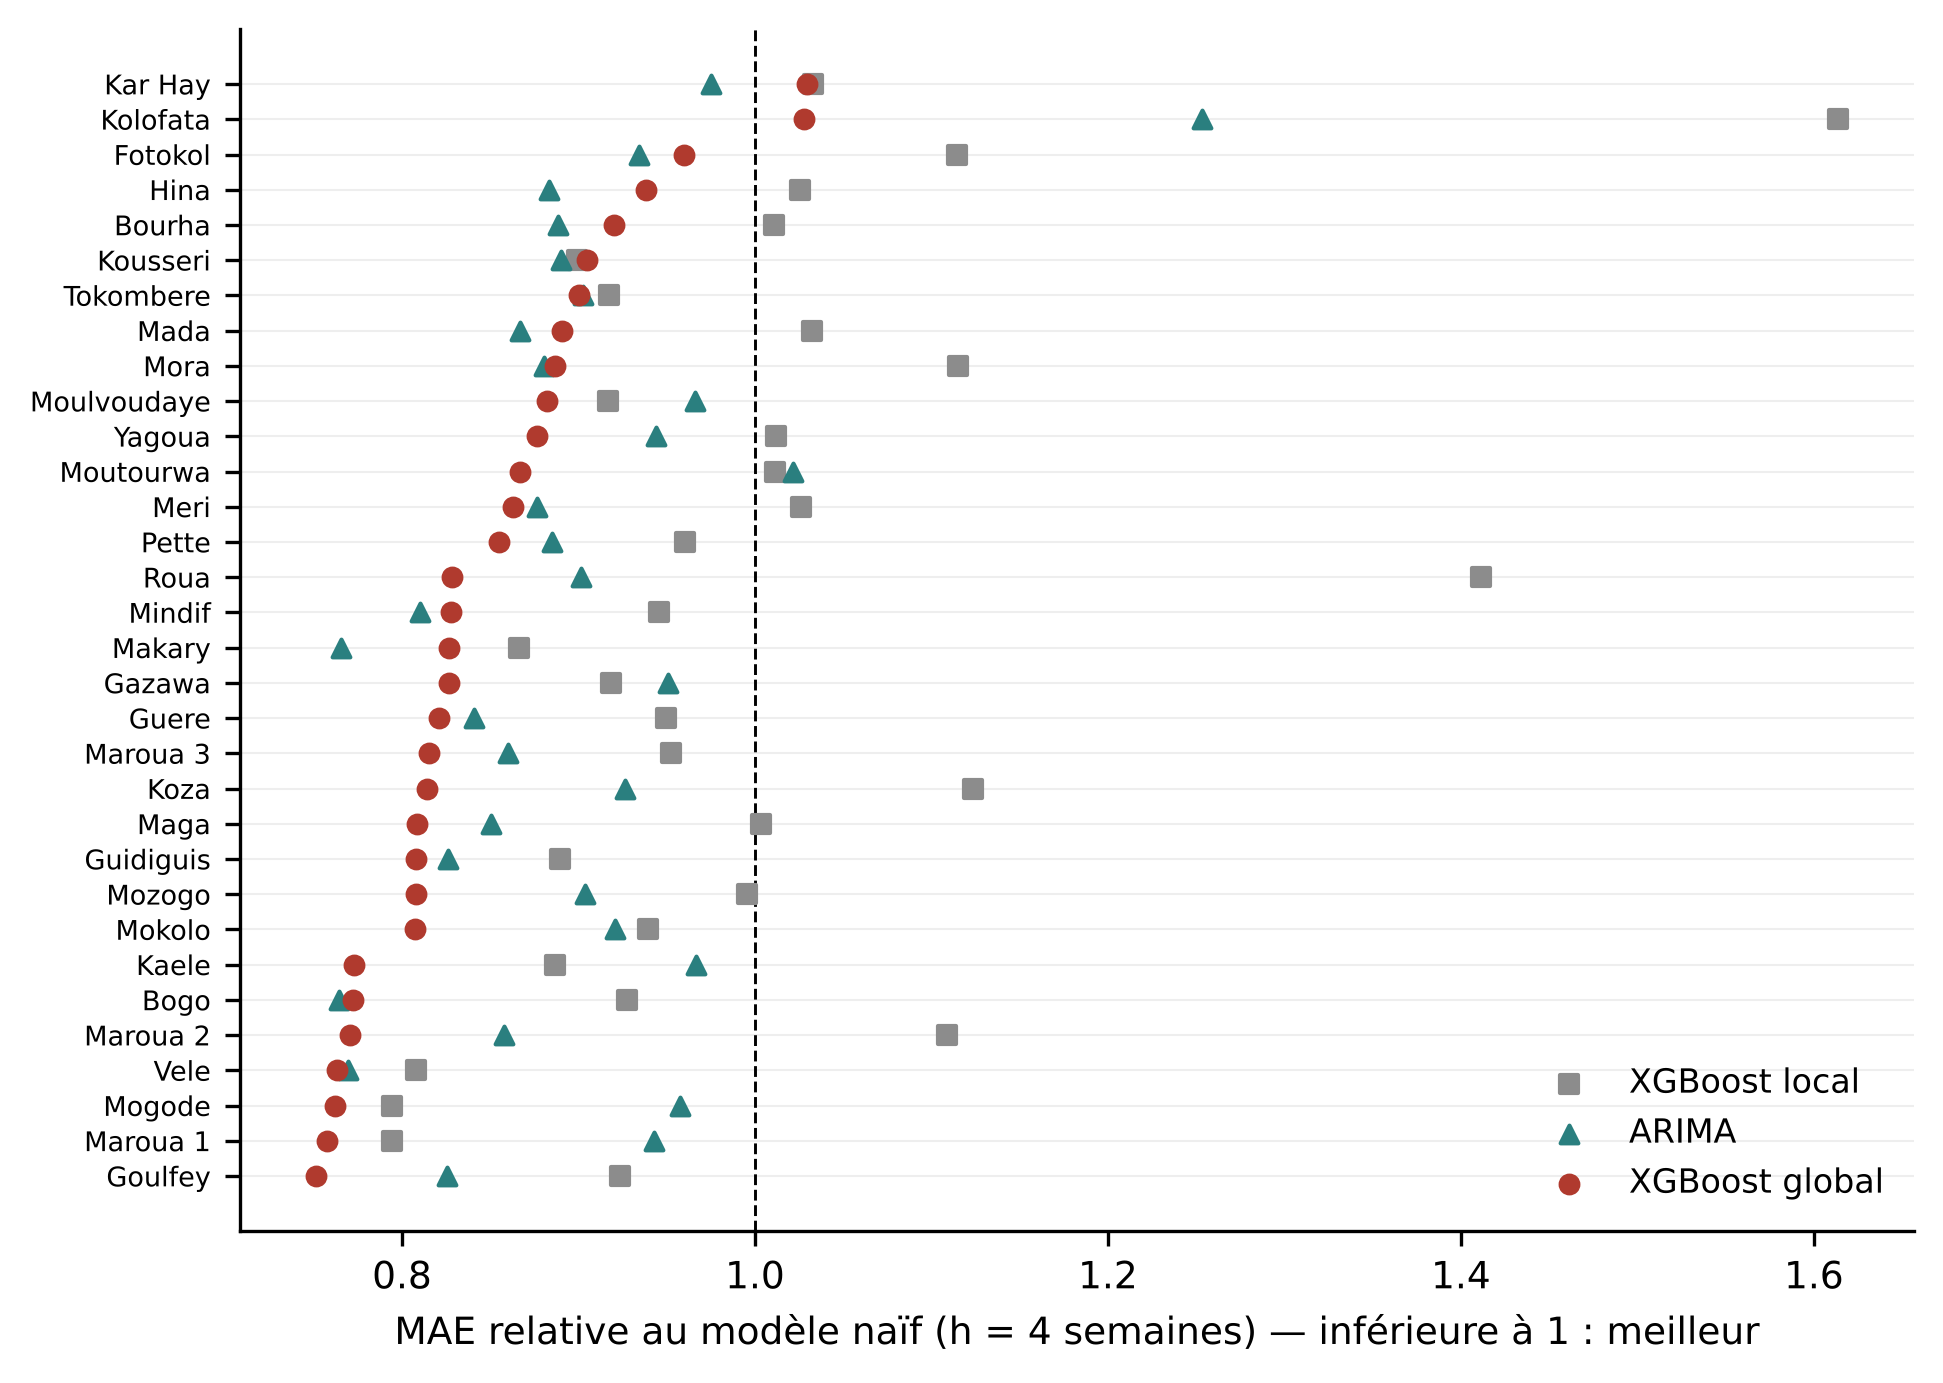 Kar Hay
Kolofata
Fotokol
Hina
Bourha
Kousseri
Tokombere
Mada
Mora
Moulvoudaye
Yagoua
Moutourwa
Meri
Pette
Roua
Mindif
Makary
Gazawa
Guere
Maroua 3
Koza
Maga
Guidiguis
Mozogo
Mokolo
Kaele
Bogo
Maroua 2
Vele
Mogode
Maroua 1
Goulfey
XGBoost local
ARIMA
XGBoost global
0.8 1.0 1.2 1.4 1.6
MAE relative au modèle naïf (h = 4 semaines) — inférieure à 1 : meilleur